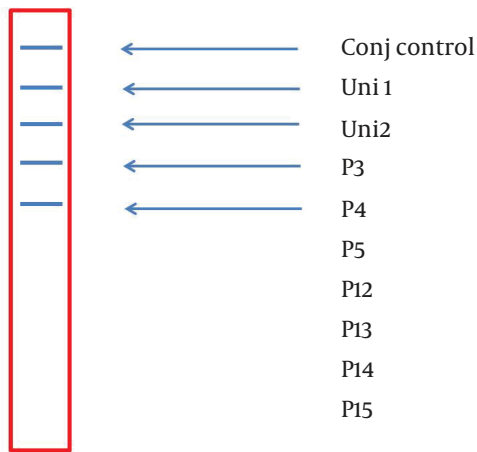 Conj control
Uni 1
Uni2
P3
P4
P5
P12
P13
P14
P15